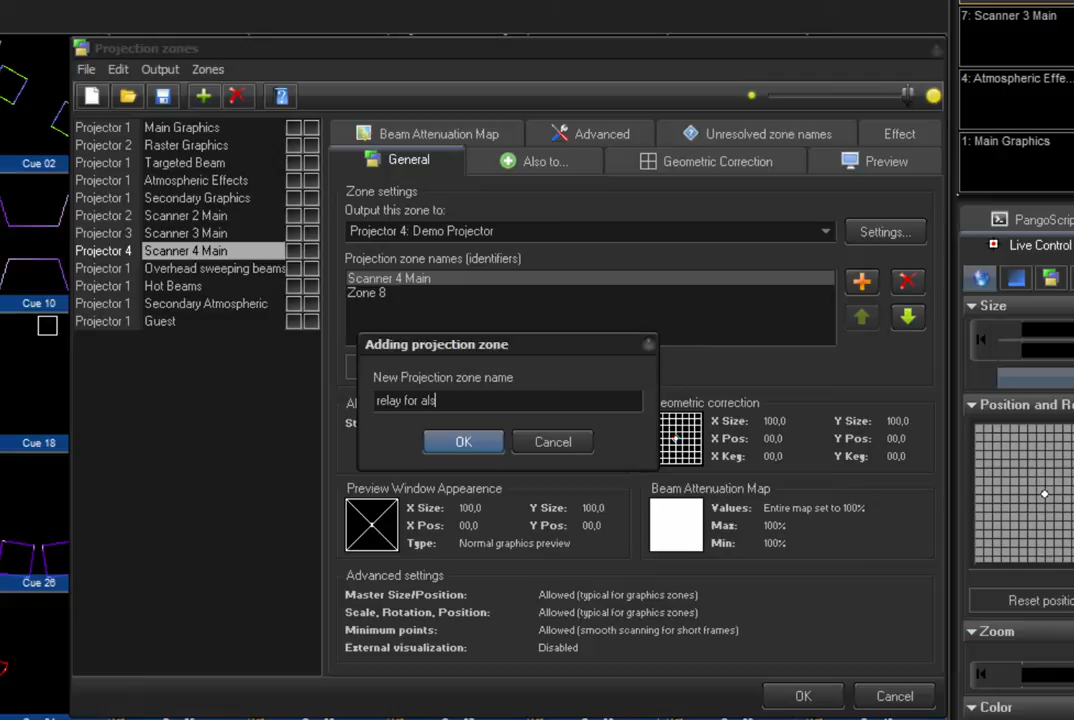 7: Scanner 3 Main
4: Atmospheric Effe...
1: Main Graphics
PangoScrip
Live Control
Size
Position and R
Reset positio
Zoom
Color
Cue 02
Cue 10
Cue 18
Cue 26
Projection zones
File Edit Output Zones
Projector 1 Main Graphics
Projector 2 Raster Graphics
Projector 1 Targeted Beam
Projector 1 Atmospheric Effects
Projector 1 Secondary Graphics
Projector 2 Scanner 2 Main
Projector 3 Scanner 3 Main
Projector 4 Scanner 4 Main
Projector 1 Overhead sweeping beams
Projector 1 Hot Beams
Projector 1 Secondary Atmospheric
Projector 1 Guest
Beam Attenuation Map Advanced Unresolved zone names Effect
General Also to... Geometric Correction Preview
Zone settings
Output this zone to:
Projector 4: Demo Projector Settings...
Projection zone names (identifiers)
Scanner 4 Main
Zone 8
Adding projection zone
New Projection zone name
relay for als
OK Cancel
Al
St
eometric correction
X Size: 100,0 Y Size: 100,0
X Pos: 00,0 Y Pos: 00,0
X Keg: 00,0 Y Keg: 00,0
Preview Window Appearence
X Size: 100,0 Y Size: 100,0
X Pos: 00,0 Y Pos: 00,0
Type: Normal graphics preview
Beam Attenuation Map
Values: Entire map set to 100%
Max: 100%
Min: 100%
Advanced settings
Master Size/Position: Allowed (typical for graphics zones)
Scale, Rotation, Position: Allowed (typical for graphics zones)
Minimum points: Allowed (smooth scanning for short frames)
External visualization: Disabled
OK Cancel